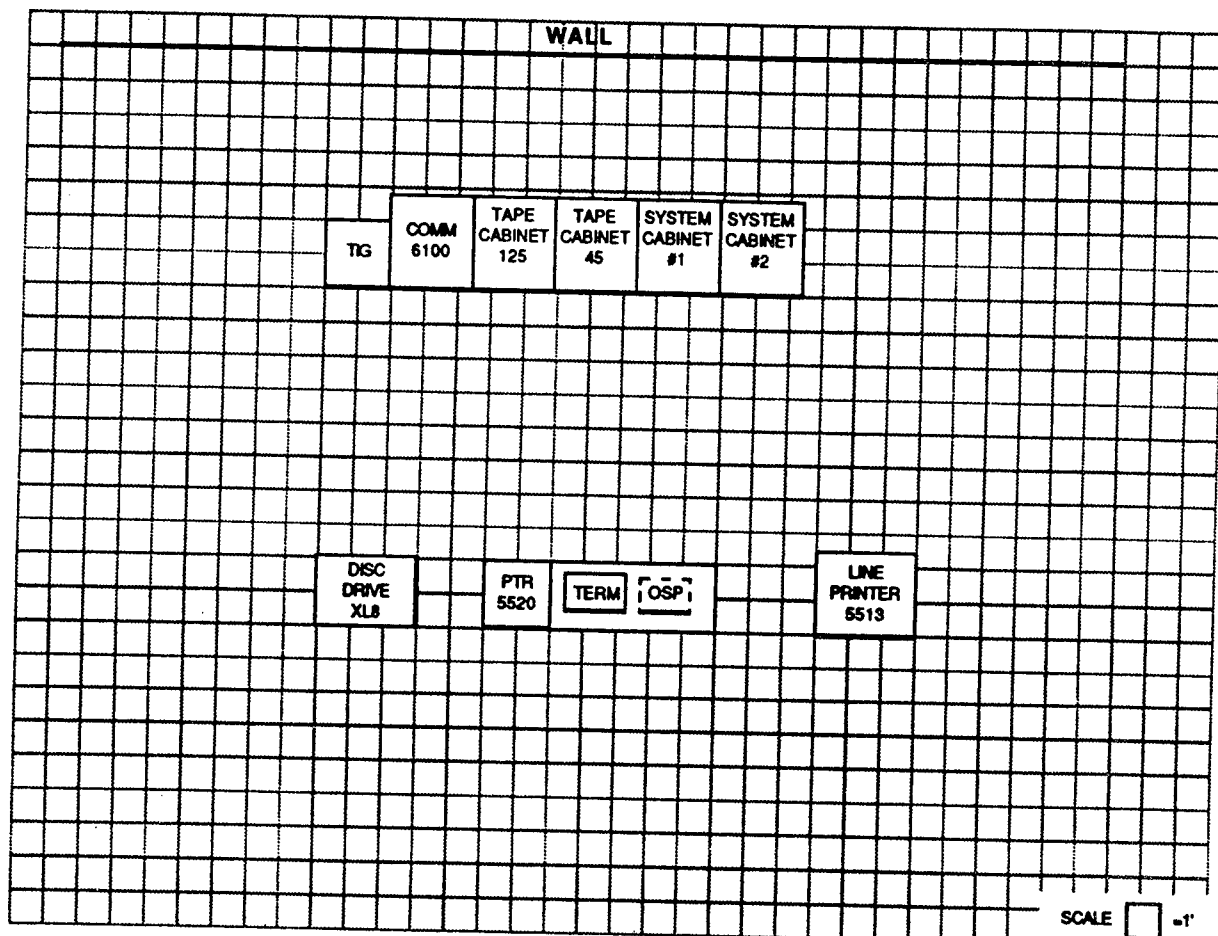 WALL
TIG
COMM
6100
TAPE
CABINET
125
TAPE
CABINET
45
SYSTEM
CABINET
#1
SYSTEM
CABINET
#2
DISC
DRIVE
XL8
PTR
5520
TERM
OSP
LINE
PRINTER
5513
SCALE =1'